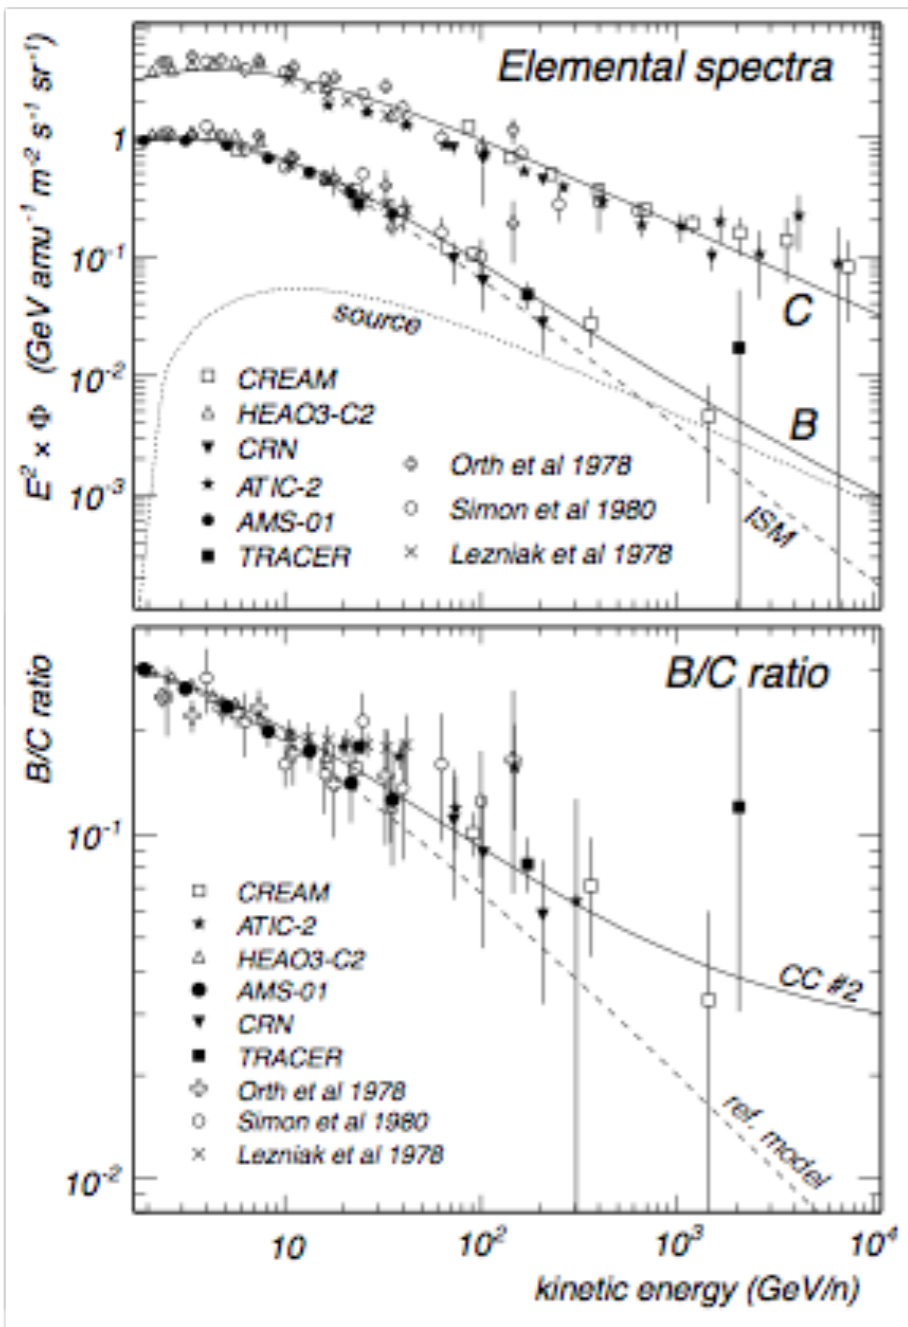 Elemental spectra
E² × Φ (GeV amu⁻¹ m⁻² s⁻¹ sr⁻¹)
1
10⁻¹
10⁻²
10⁻³
source
C
B
ISM
CREAM
HEAO3-C2
CRN
ATIC-2
AMS-01
TRACER
Orth et al 1978
Simon et al 1980
Lezniak et al 1978
B/C ratio
B/C ratio
10⁻¹
10⁻²
CC #2
ref. model
CREAM
ATIC-2
HEAO3-C2
AMS-01
CRN
TRACER
Orth et al 1978
Simon et al 1980
Lezniak et al 1978
10 10² 10³ 10⁴
kinetic energy (GeV/n)